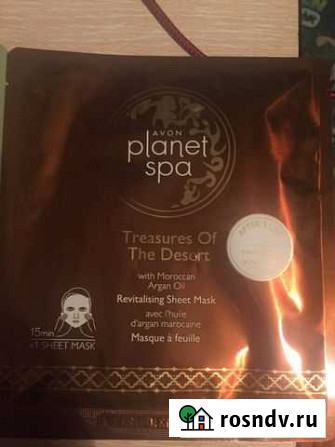 AVON
planet
spa
Treasures Of
The Desert
with Moroccan
Argan Oil
Revitalising Sheet Mask
avec l'huile
d'argan marocaine
Masque à feuille
15min
x1 SHEET MASK
rosndv.ru